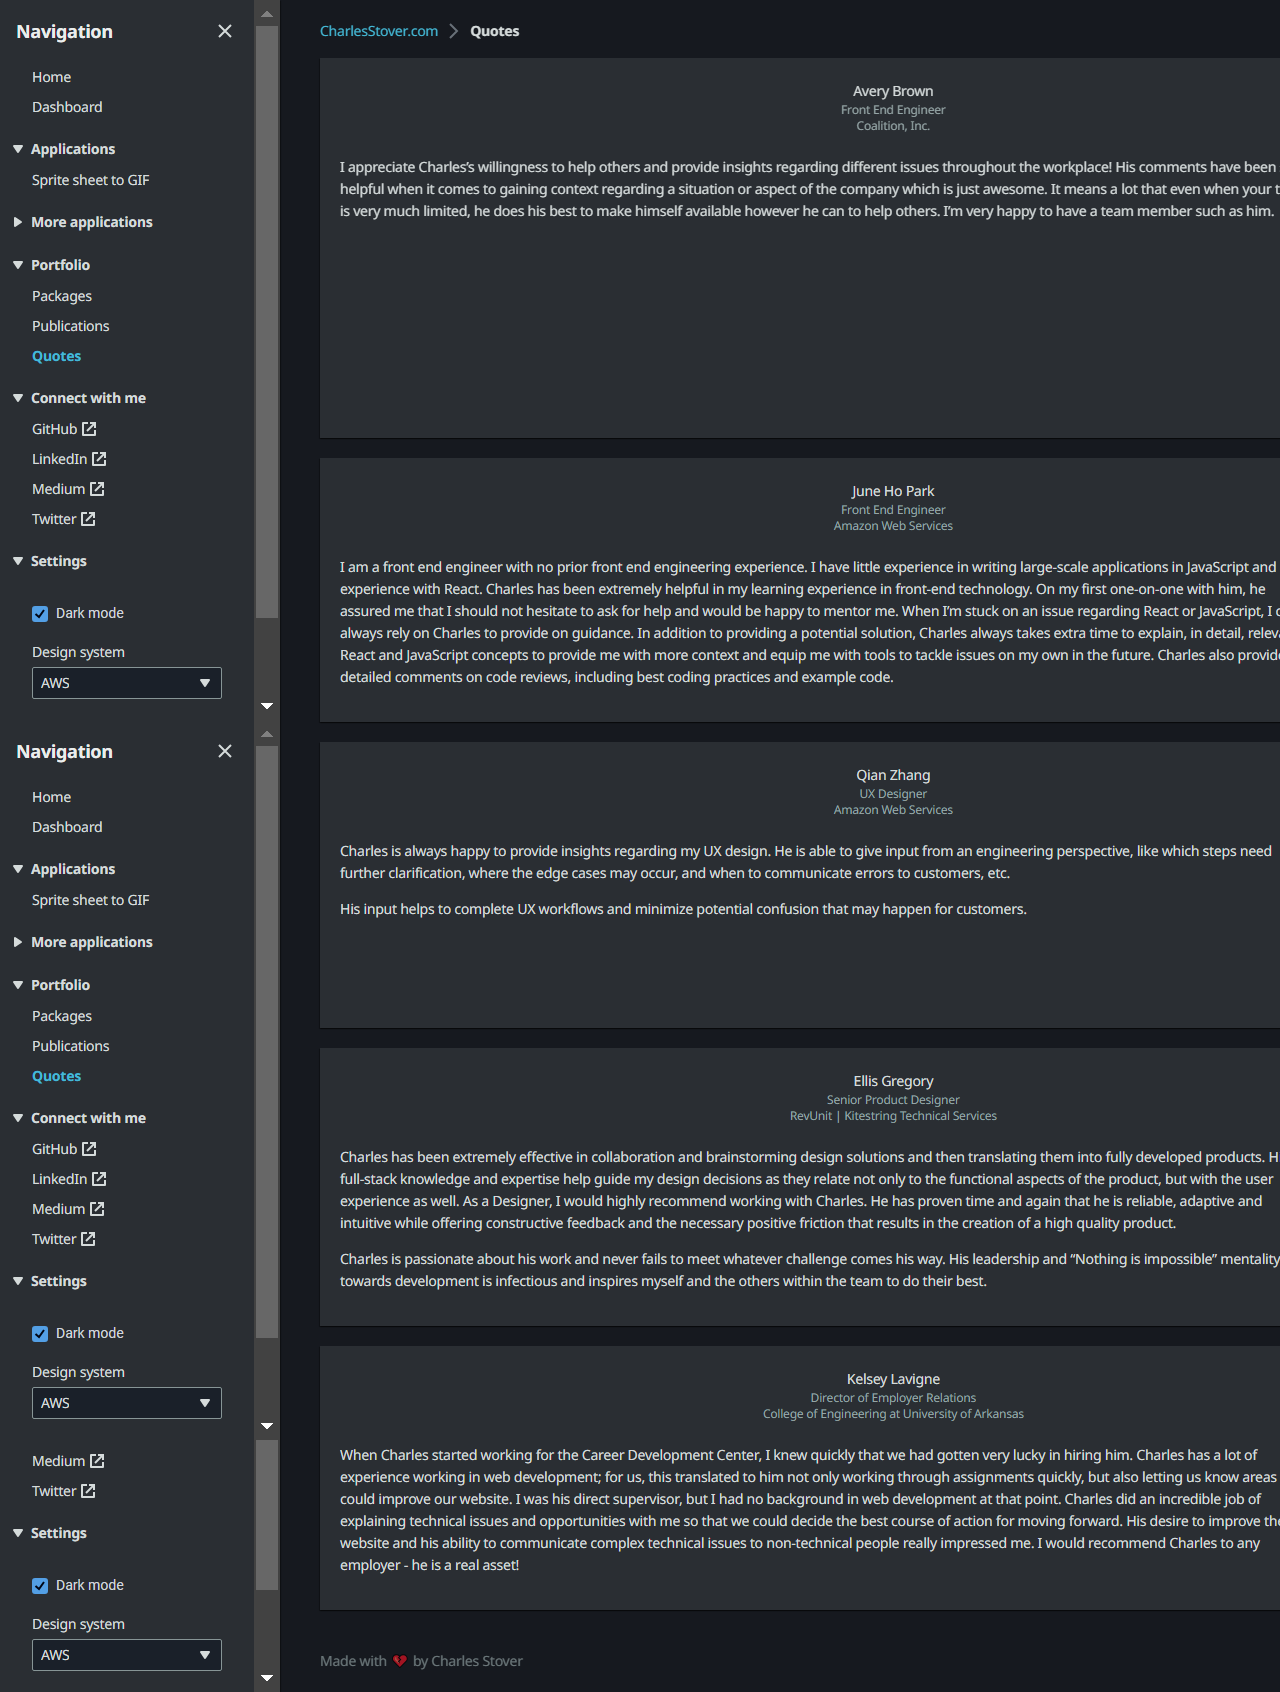 Navigation
Home
Dashboard
Applications
Sprite sheet to GIF
More applications
Portfolio
Packages
Publications
Quotes
Connect with me
GitHub
LinkedIn
Medium
Twitter
Settings
Dark mode
Design system
AWS
Navigation
Home
Dashboard
Applications
Sprite sheet to GIF
More applications
Portfolio
Packages
Publications
Quotes
Connect with me
GitHub
LinkedIn
Medium
Twitter
Settings
Dark mode
Design system
AWS
Medium
Twitter
Settings
Dark mode
Design system
AWS
CharlesStover.com
Quotes
Avery Brown
Front End Engineer
Coalition, Inc.
I appreciate Charles’s willingness to help others and provide insights regarding different issues throughout the workplace! His comments have been
helpful when it comes to gaining context regarding a situation or aspect of the company which is just awesome. It means a lot that even when your
is very much limited, he does his best to make himself available however he can to help others. I’m very happy to have a team member such as him.
June Ho Park
Front End Engineer
Amazon Web Services
I am a front end engineer with no prior front end engineering experience. I have little experience in writing large-scale applications in JavaScript and
experience with React. Charles has been extremely helpful in my learning experience in front-end technology. On my first one-on-one with him, he
assured me that I should not hesitate to ask for help and would be happy to mentor me. When I’m stuck on an issue regarding React or JavaScript, I
always rely on Charles to provide on guidance. In addition to providing a potential solution, Charles always takes extra time to explain, in detail,
React and JavaScript concepts to provide me with more context and equip me with tools to tackle issues on my own in the future. Charles also
detailed comments on code reviews, including best coding practices and example code.
Qian Zhang
UX Designer
Amazon Web Services
Charles is always happy to provide insights regarding my UX design. He is able to give input from an engineering perspective, like which steps need
further clarification, where the edge cases may occur, and when to communicate errors to customers, etc.
His input helps to complete UX workflows and minimize potential confusion that may happen for customers.
Ellis Gregory
Senior Product Designer
RevUnit | Kitestring Technical Services
Charles has been extremely effective in collaboration and brainstorming design solutions and then translating them into fully developed products.
full-stack knowledge and expertise help guide my design decisions as they relate not only to the functional aspects of the product, but with the user
experience as well. As a Designer, I would highly recommend working with Charles. He has proven time and again that he is reliable, adaptive and
intuitive while offering constructive feedback and the necessary positive friction that results in the creation of a high quality product.
Charles is passionate about his work and never fails to meet whatever challenge comes his way. His leadership and “Nothing is impossible” mentality
towards development is infectious and inspires myself and the others within the team to do their best.
Kelsey Lavigne
Director of Employer Relations
College of Engineering at University of Arkansas
When Charles started working for the Career Development Center, I knew quickly that we had gotten very lucky in hiring him. Charles has a lot of
experience working in web development; for us, this translated to him not only working through assignments quickly, but also letting us know areas
could improve our website. I was his direct supervisor, but I had no background in web development at that point. Charles did an incredible job of
explaining technical issues and opportunities with me so that we could decide the best course of action for moving forward. His desire to improve
website and his ability to communicate complex technical issues to non-technical people really impressed me. I would recommend Charles to any
employer - he is a real asset!
Made with
by Charles Stover